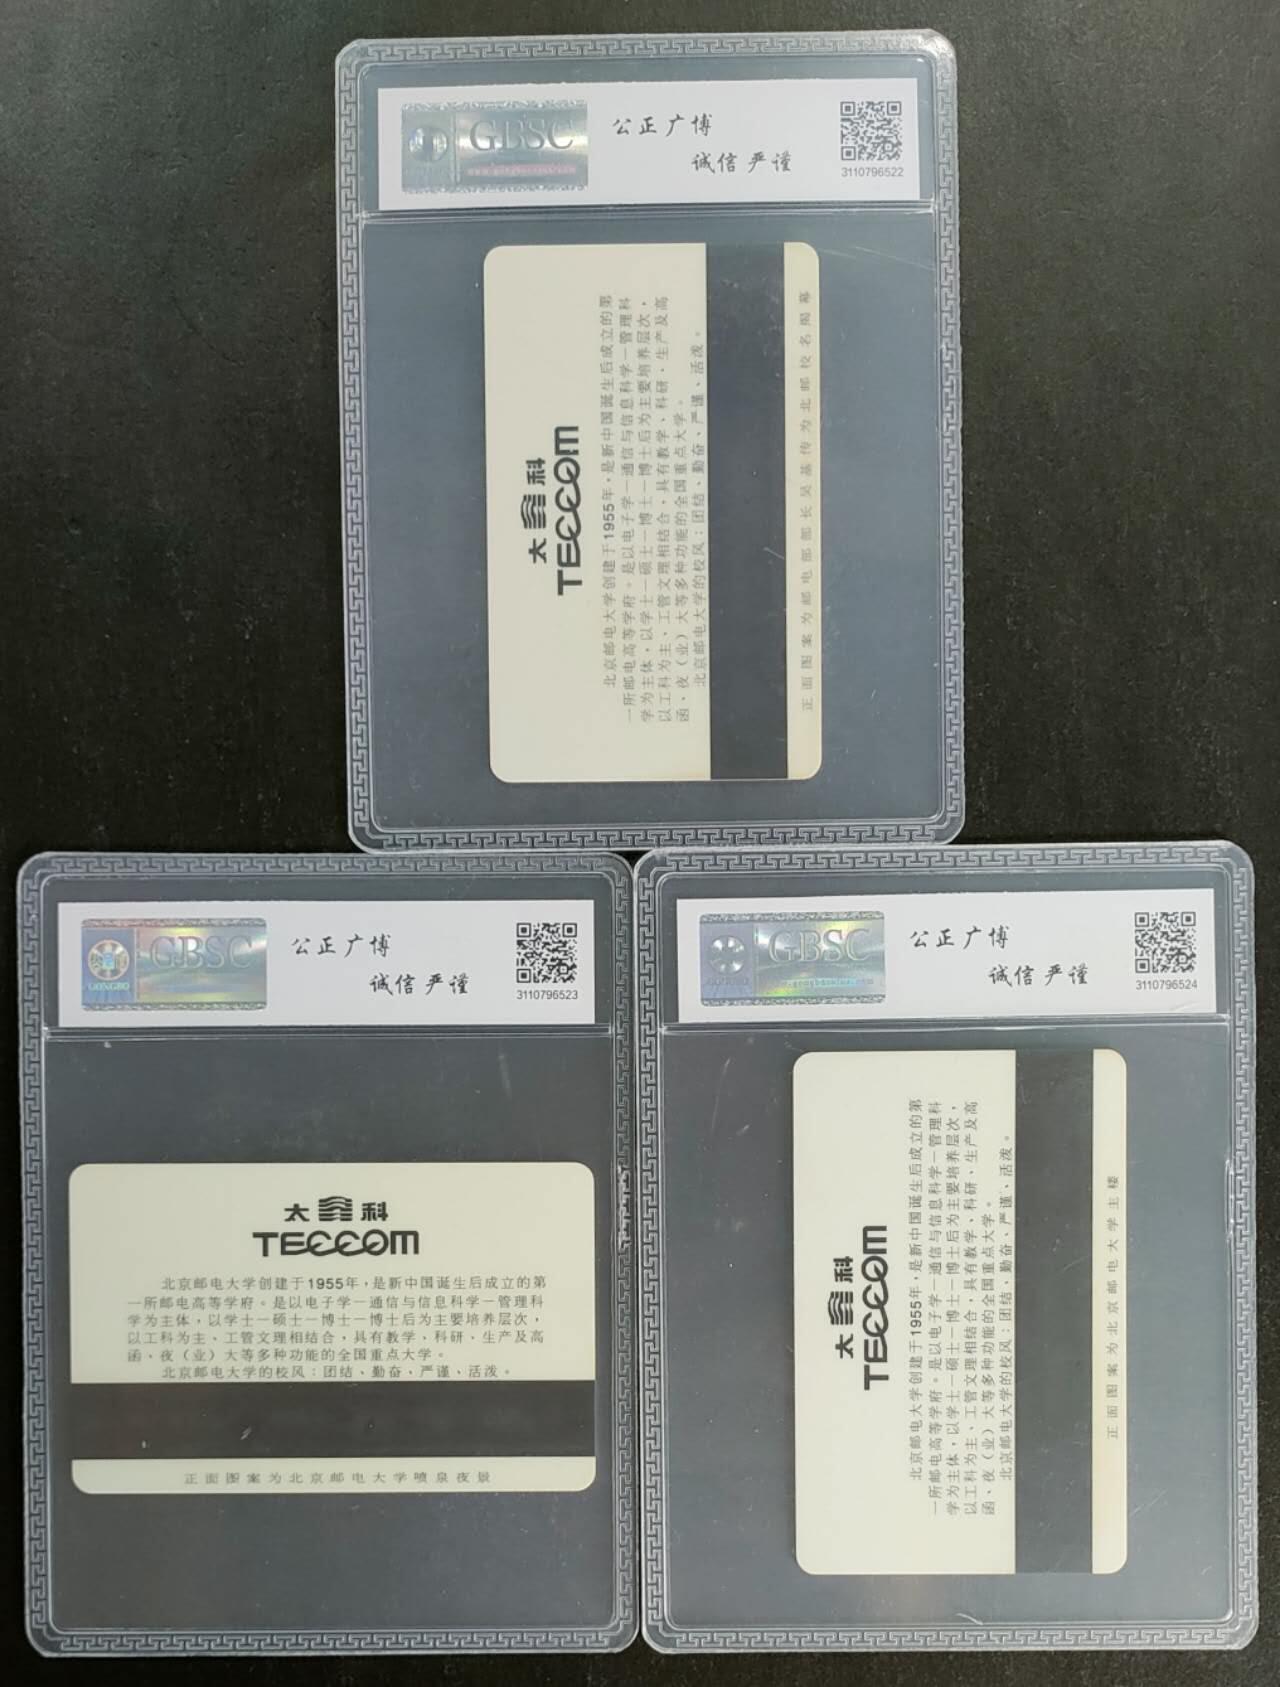 GBSC
公正广博
诚信严谨
3110796522
太鑫科
TECCOM
北京邮电大学创建于1955年，是新中国诞生后成立的第
一所邮电高等学府。是以电子学－通信与信息科学－管理科
学为主体，以学士－硕士－博士－博士后为主要培养层次，
以工科为主、工管文理相结合，具有教学、科研、生产及高
函、夜（业）大等多种功能的全国重点大学。
北京邮电大学的校风：团结、勤奋、严谨、活泼。
正面图案为邮电部部长吴基传为北邮校名揭幕
GBSC
GONGBO
公正广博
诚信严谨
3110796523
太鑫科
TECCOM
北京邮电大学创建于1955年，是新中国诞生后成立的第
一所邮电高等学府。是以电子学－通信与信息科学－管理科
学为主体，以学士－硕士－博士－博士后为主要培养层次，
以工科为主、工管文理相结合，具有教学、科研、生产及高
函、夜（业）大等多种功能的全国重点大学。
北京邮电大学的校风：团结、勤奋、严谨、活泼。
正面图案为北京邮电大学喷泉夜景
GBSC
公正广博
诚信严谨
3110796524
太鑫科
TECCOM
北京邮电大学创建于1955年，是新中国诞生后成立的第
一所邮电高等学府。是以电子学－通信与信息科学－管理科
学为主体，以学士－硕士－博士－博士后为主要培养层次，
以工科为主、工管文理相结合，具有教学、科研、生产及高
函、夜（业）大等多种功能的全国重点大学。
北京邮电大学的校风：团结、勤奋、严谨、活泼。
正面图案为北京邮电大学主楼